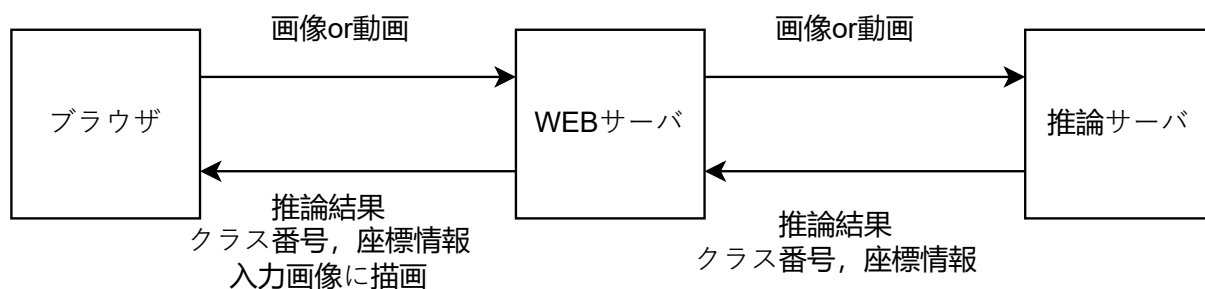 画像or動画
画像or動画
ブラウザ
WEBサーバ
推論サーバ
推論結果
クラス番号，座標情報
入力画像に描画
推論結果
クラス番号，座標情報